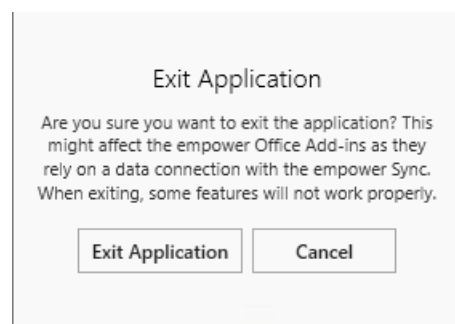 Exit Application
Are you sure you want to exit the application? This
might affect the empower Office Add-ins as they
rely on a data connection with the empower Sync.
When exiting, some features will not work properly.
Exit Application
Cancel